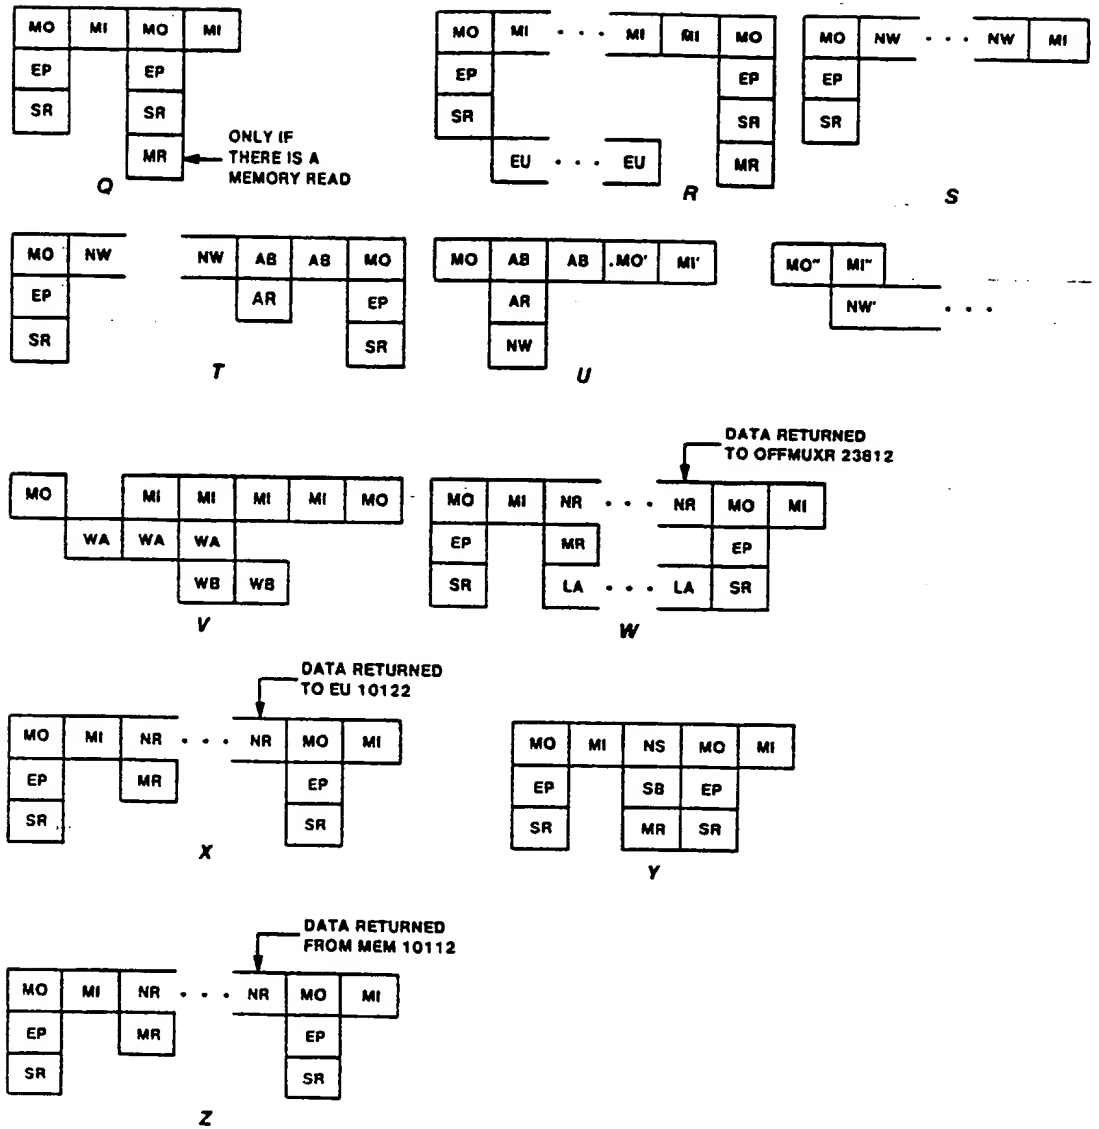 MO MI MO MI
EP EP
SR SR
MR
ONLY IF
THERE IS A
MEMORY READ
Q
MO MI . . . MI MI MO
EP EP
SR SR
EU . . . EU MR
R
MO NW . . . NW MI
EP
SR
S
MO NW NW AB AB MO
EP AR EP
SR SR
T
MO AB AB .MO' MI'
AR
NW
U
MO" MI"
NW' . . .
MO MI MI MI MI MO
WA WA WA
WB WB
V
DATA RETURNED
TO OFFMUXR 23812
MO MI NR . . . NR MO MI
EP MR EP
SR LA . . . LA SR
W
DATA RETURNED
TO EU 10122
MO MI NR . . . NR MO MI
EP MR EP
SR SR
X
MO MI NS MO MI
EP SB EP
SR MR SR
Y
DATA RETURNED
FROM MEM 10112
MO MI NR . . . NR MO MI
EP MR EP
SR SR
Z